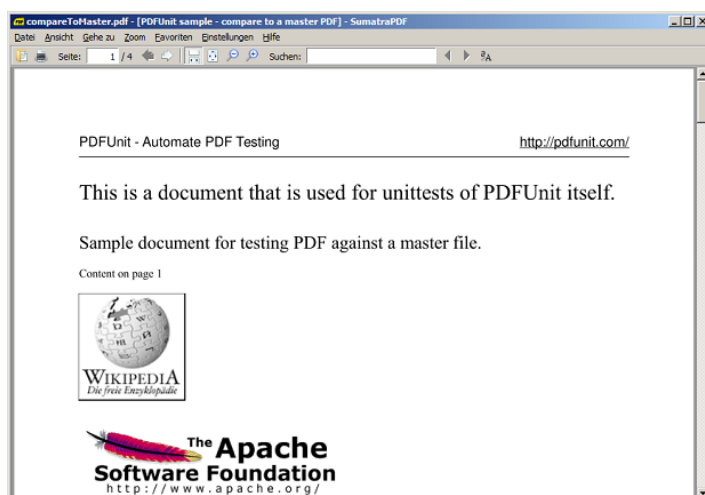 compareToMaster.pdf - [PDFUnit sample - compare to a master PDF] - SumatraPDF
Datei Ansicht Gehe zu Zoom Favoriten Einstellungen Hilfe
Seite: 1 / 4 Suchen:
PDFUnit - Automate PDF Testing http://pdfunit.com/
This is a document that is used for unittests of PDFUnit itself.
Sample document for testing PDF against a master file.
Content on page 1
WIKIPEDIA
Die freie Enzyklopädie
The Apache
Software Foundation
http://www.apache.org/